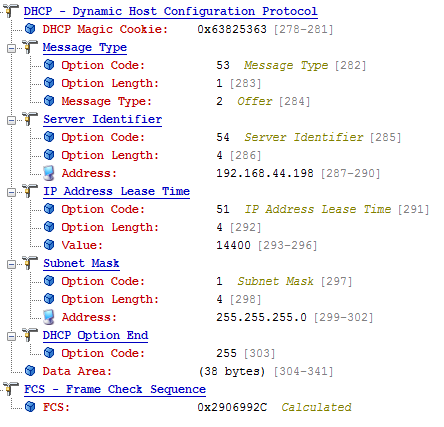 DHCP - Dynamic Host Configuration Protocol
DHCP Magic Cookie: 0x63825363 [278-281]
Message Type
Option Code: 53 Message Type [282]
Option Length: 1 [283]
Message Type: 2 Offer [284]
Server Identifier
Option Code: 54 Server Identifier [285]
Option Length: 4 [286]
Address: 192.168.44.198 [287-290]
IP Address Lease Time
Option Code: 51 IP Address Lease Time [291]
Option Length: 4 [292]
Value: 14400 [293-296]
Subnet Mask
Option Code: 1 Subnet Mask [297]
Option Length: 4 [298]
Address: 255.255.255.0 [299-302]
DHCP Option End
Option Code: 255 [303]
Data Area: (38 bytes) [304-341]
FCS - Frame Check Sequence
FCS: 0x2906992C Calculated